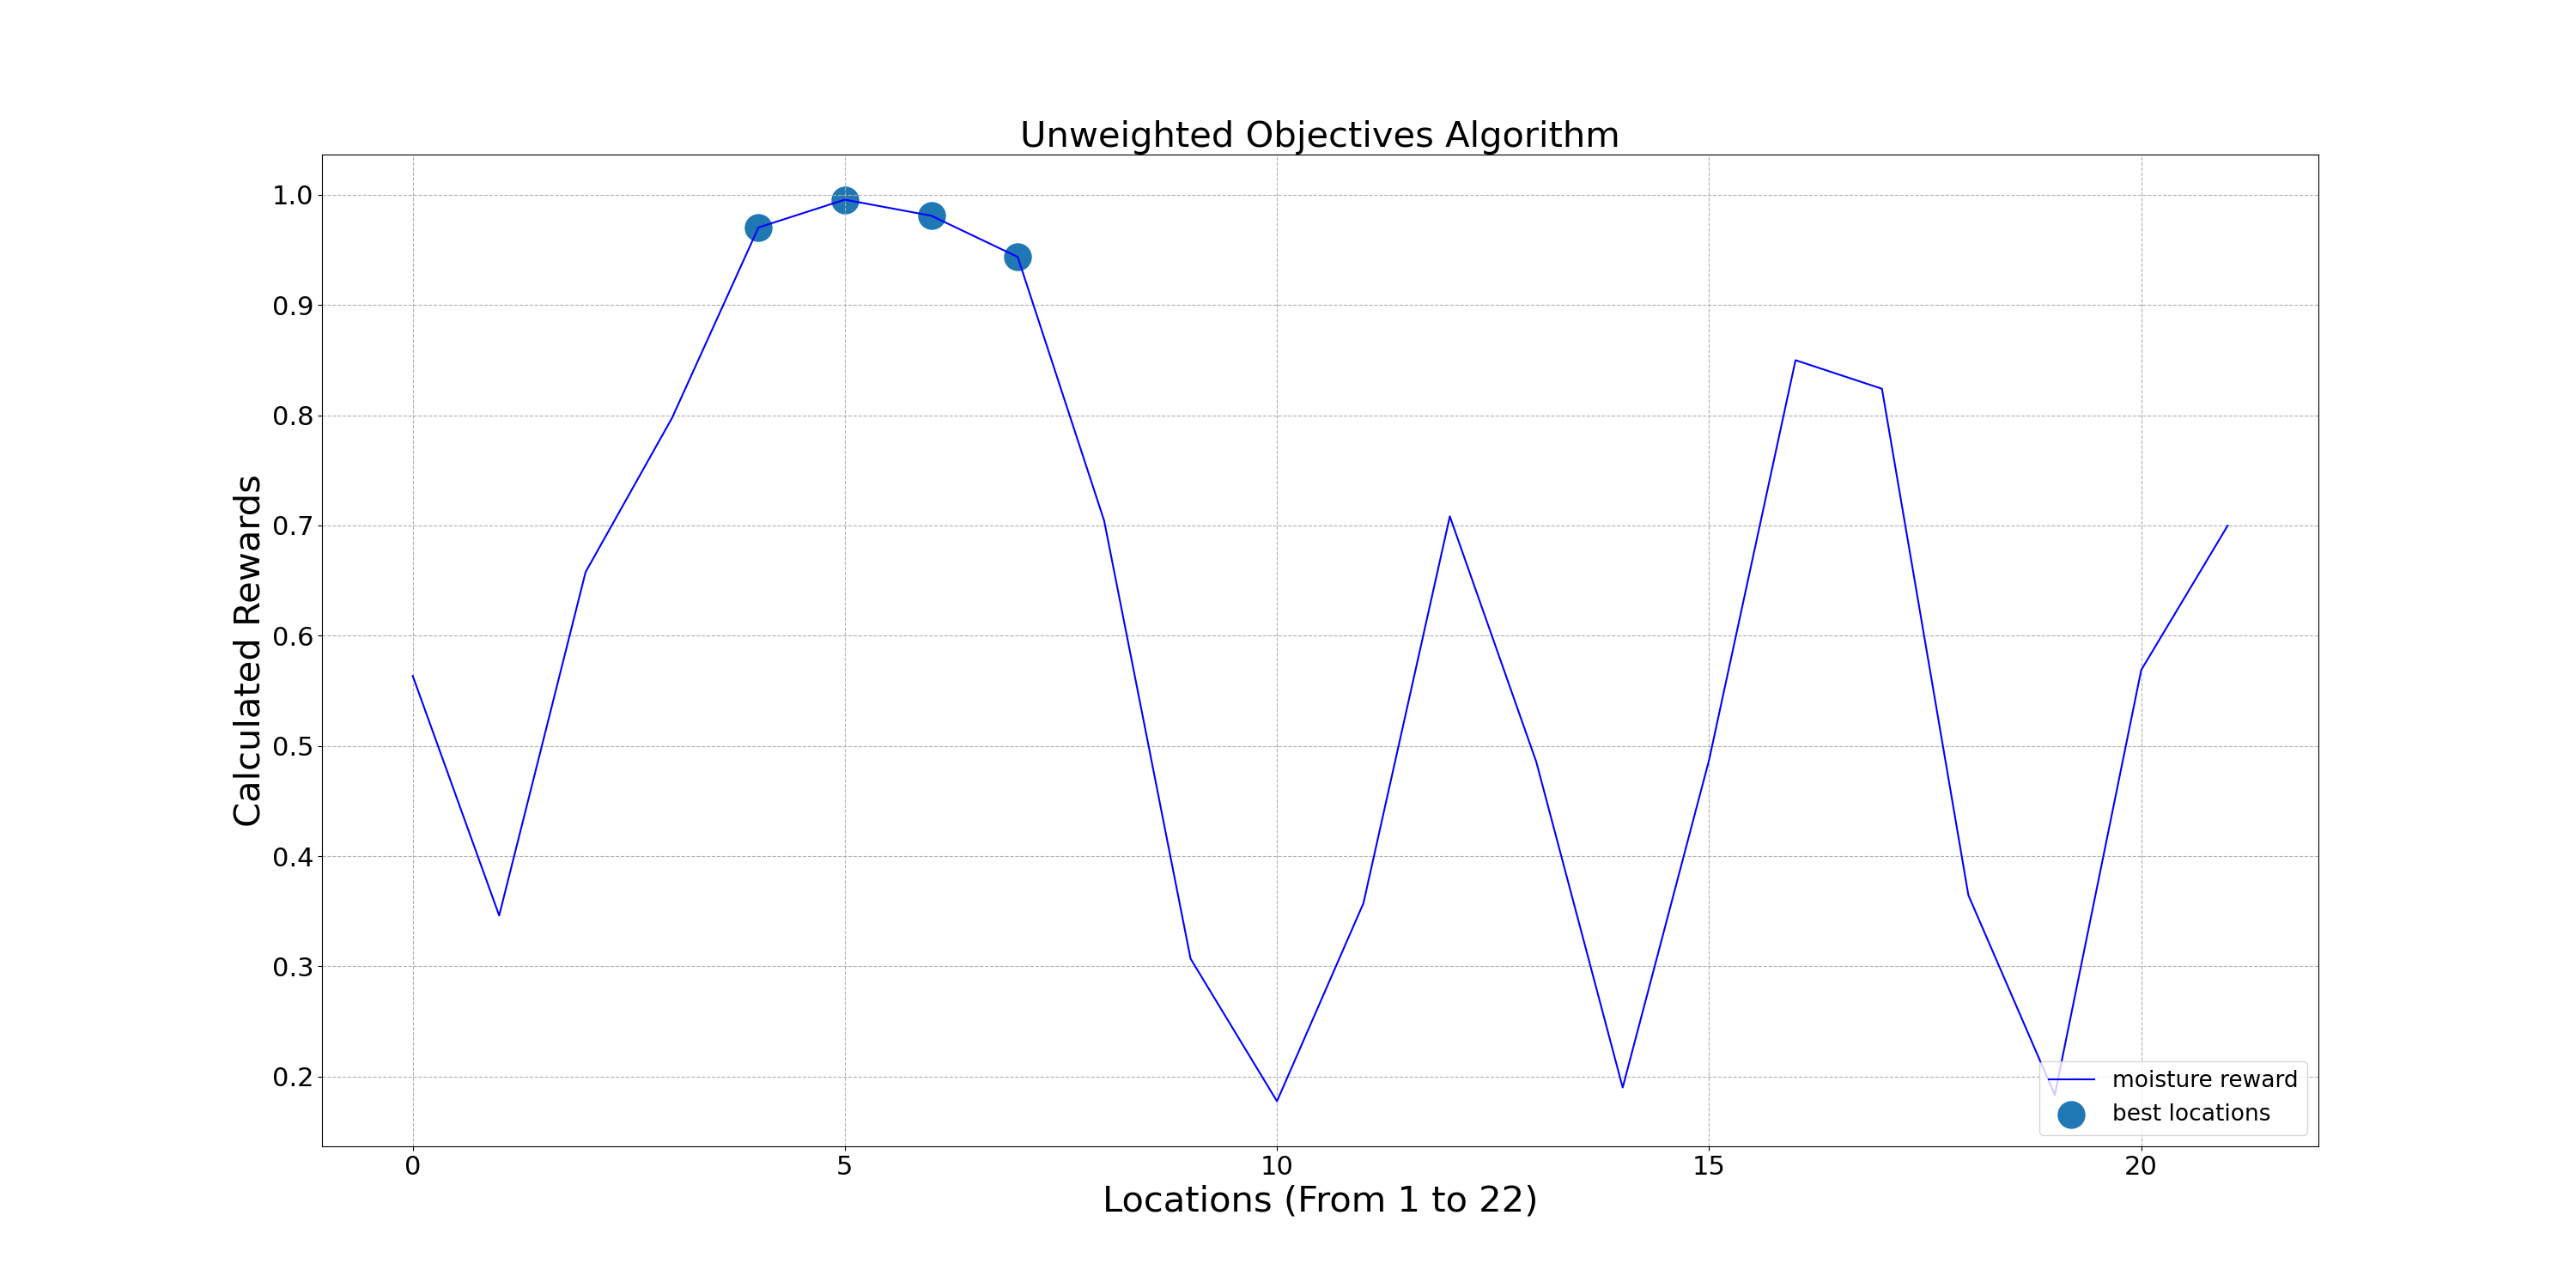 Unweighted Objectives Algorithm
Calculated Rewards
1.0
0.9
0.8
0.7
0.6
0.5
0.4
0.3
0.2
moisture reward
best locations
0 5 10 15 20
Locations (From 1 to 22)